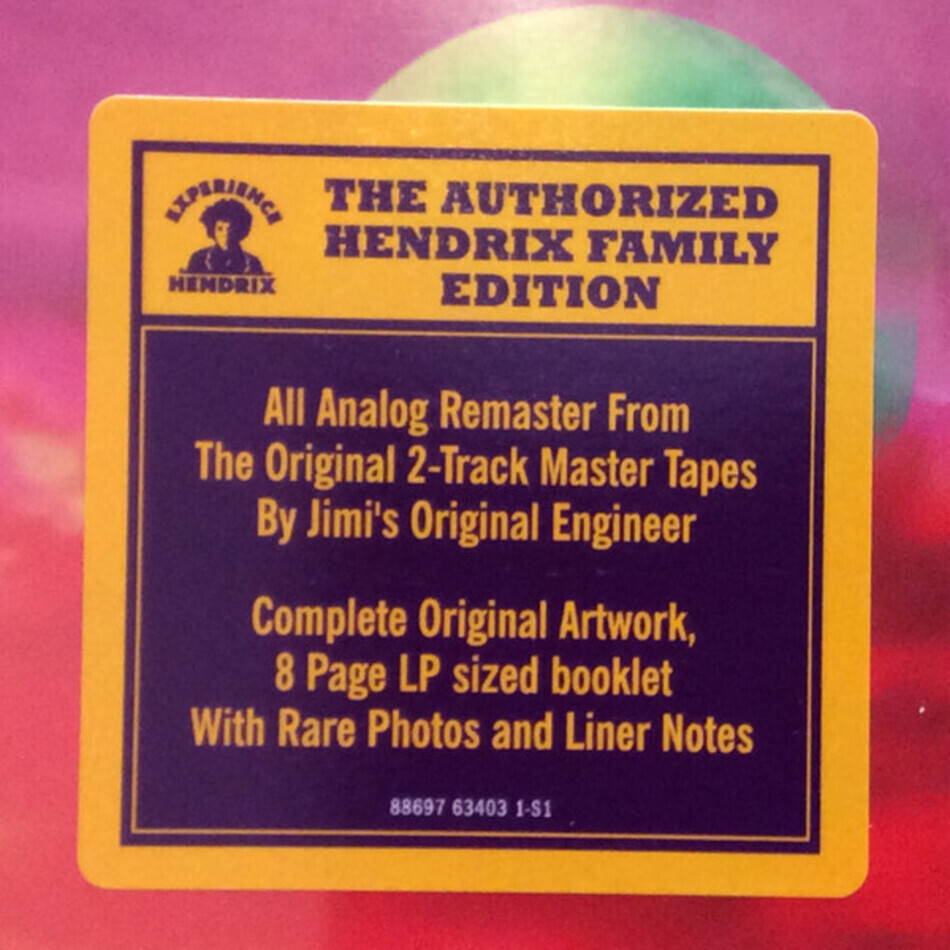 EXPERIENCE
HENDRIX
THE AUTHORIZED
HENDRIX FAMILY
EDITION
All Analog Remaster From
The Original 2-Track Master Tapes
By Jimi's Original Engineer
Complete Original Artwork,
8 Page LP sized booklet
With Rare Photos and Liner Notes
88697 63403 1-S1